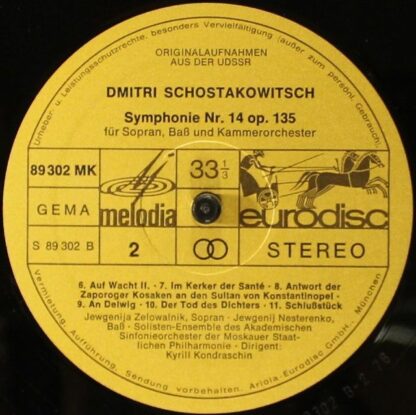 Urheber- u. Leistungsschutzrechte, besonders Vervielfältigung (außer zum persönl. Gebrauch)
ORIGINALAUFNAHMEN
AUS DER UDSSR
DMITRI SCHOSTAKOWITSCH
Symphonie Nr. 14 op. 135
für Sopran, Baß und Kammerorchester
89 302 MK
33 1/3
GEMA
melodia
eurodisc
S 89 302 B
2
STEREO
6. Auf Wacht II. · 7. Im Kerker der Santé · 8. Antwort der
Zaporoger Kosaken an den Sultan von Konstantinopel ·
9. An Delwig · 10. Der Tod des Dichters · 11. Schlußstück
Jewgenija Zelowalnik, Sopran - Jewgenij Nesterenko,
Baß - Solisten-Ensemble des Akademischen
Sinfonieorchester der Moskauer Staat-
lichen Philharmonie - Dirigent:
Kyrill Kondraschin
Vermietung, Aufführung, Sendung vorbehalten. Ariola Eurodisc GmbH., München